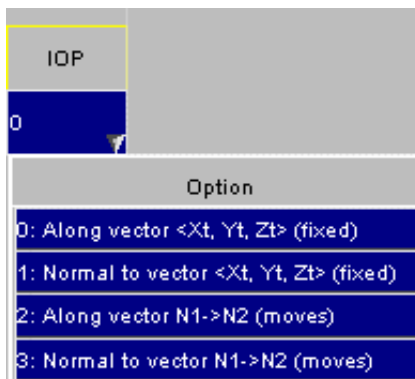 IOP
0
Option
0: Along vector <Xt, Yt, Zt> (fixed)
1: Normal to vector <Xt, Yt, Zt> (fixed)
2: Along vector N1->N2 (moves)
3: Normal to vector N1->N2 (moves)